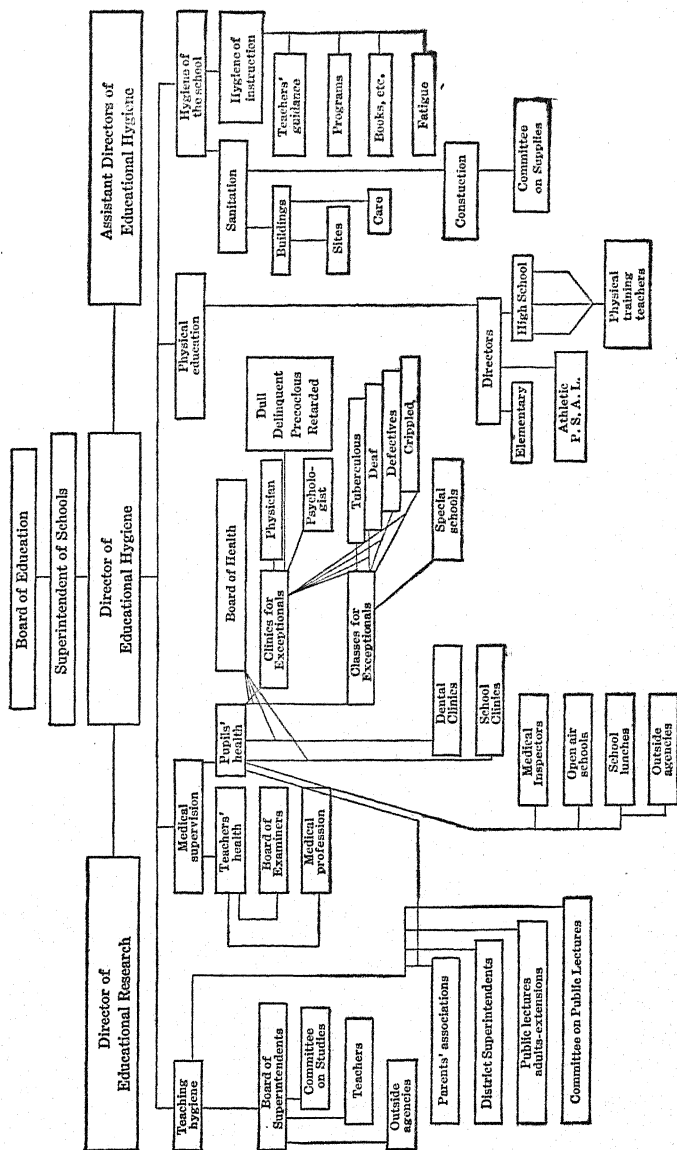 Board of Education
Superintendent of Schools
Director of
Educational Research
Director of
Educational Hygiene
Assistant Directors of
Educational Hygiene
Teaching
hygiene
Medical
supervision
Physical
education
Hygiene of
the school
Board of
Superintendents
Committee
on Studies
Teachers
Outside
agencies
Parents' associations
District Superintendents
Public lectures
adults-extensions
Committee on Public Lectures
Teachers'
health
Board of
Examiners
Medical
profession
Pupils'
health
Board of Health
Clinics for
Exceptionals
Physician
Psycholo-
gist
Dull
Delinquent
Precocious
Retarded
Classes for
Exceptionals
Tuberculous
Deaf
Defectives
Crippled
Special
schools
Dental
Clinics
School
Clinics
Medical
Inspectors
Open air
schools
School
lunches
Outside
agencies
Directors
Elementary
Athletic
P. S. A. L.
High School
Physical
training
teachers
Sanitation
Buildings
Sites
Care
Constuction
Committee
on Supplies
Hygiene of
instruction
Teachers'
guidance
Programs
Books, etc.
Fatigue